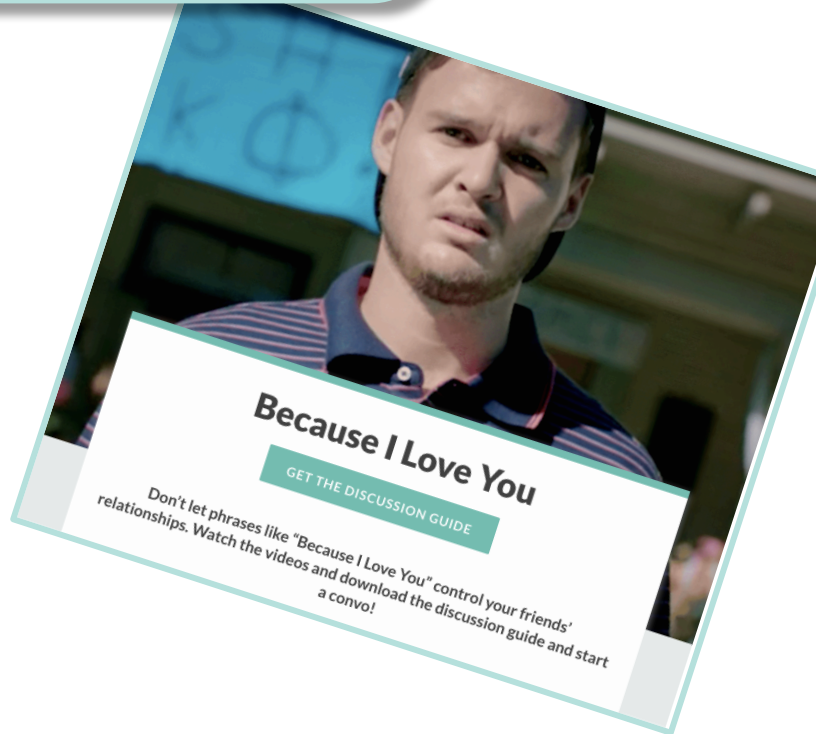 S H
K Φ
Because I Love You
GET THE DISCUSSION GUIDE
Don't let phrases like “Because I Love You” control your friends'
relationships. Watch the videos and download the discussion guide and start
a convo!